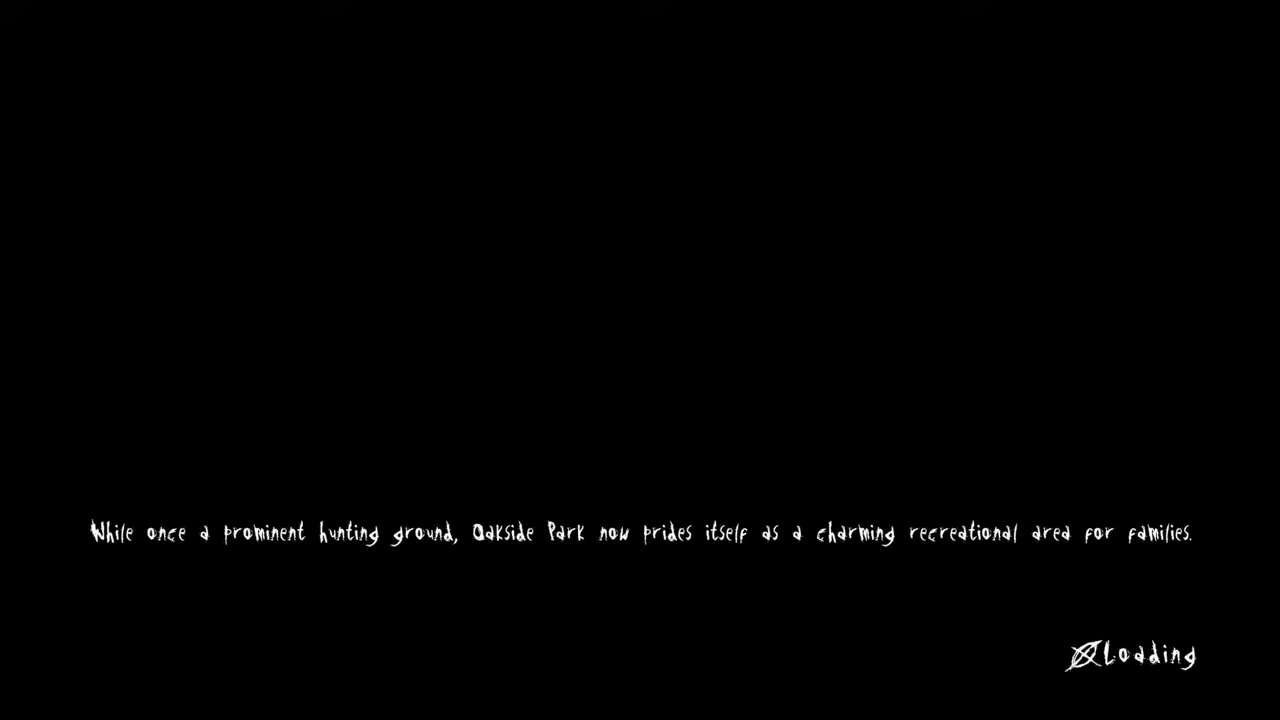 While once a prominent hunting ground, Oakside Park now prides itself as a charming recreational area for families.
Loading